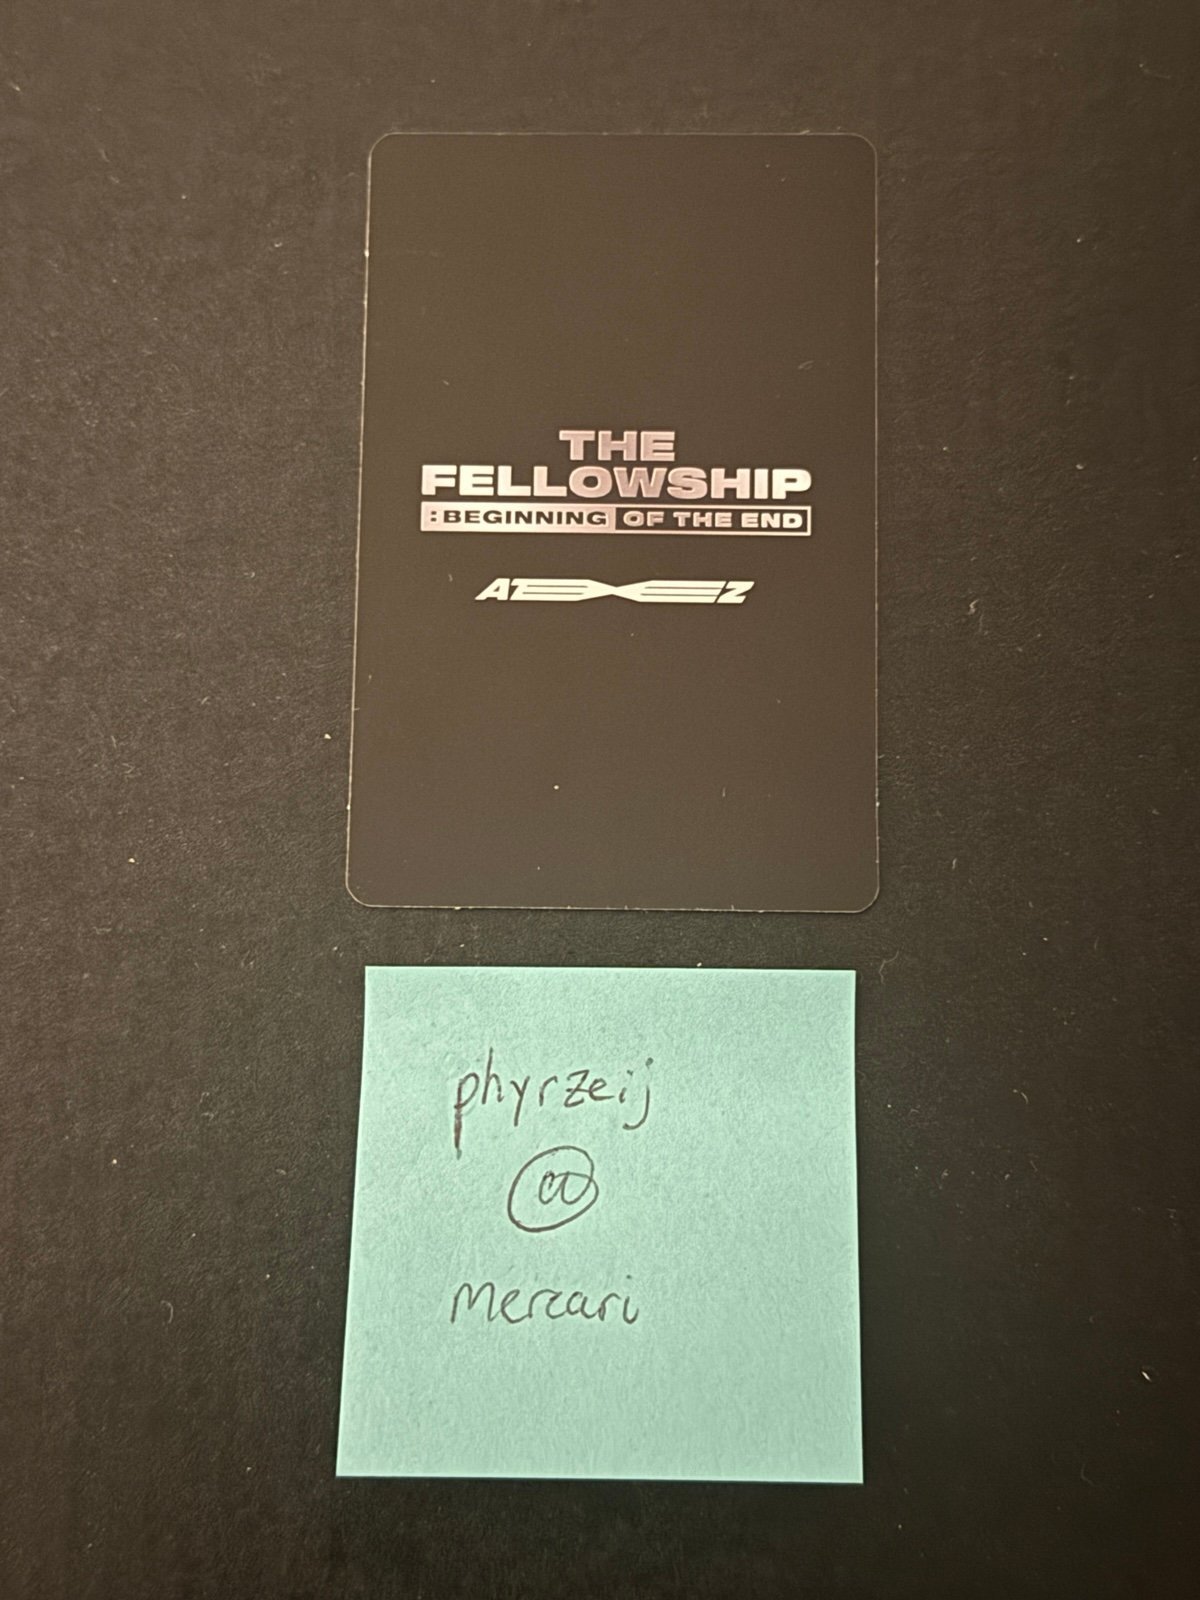 THE
FELLOWSHIP
:BEGINNING OF THE END
ATEEZ
phyrzeij
@
Mercari